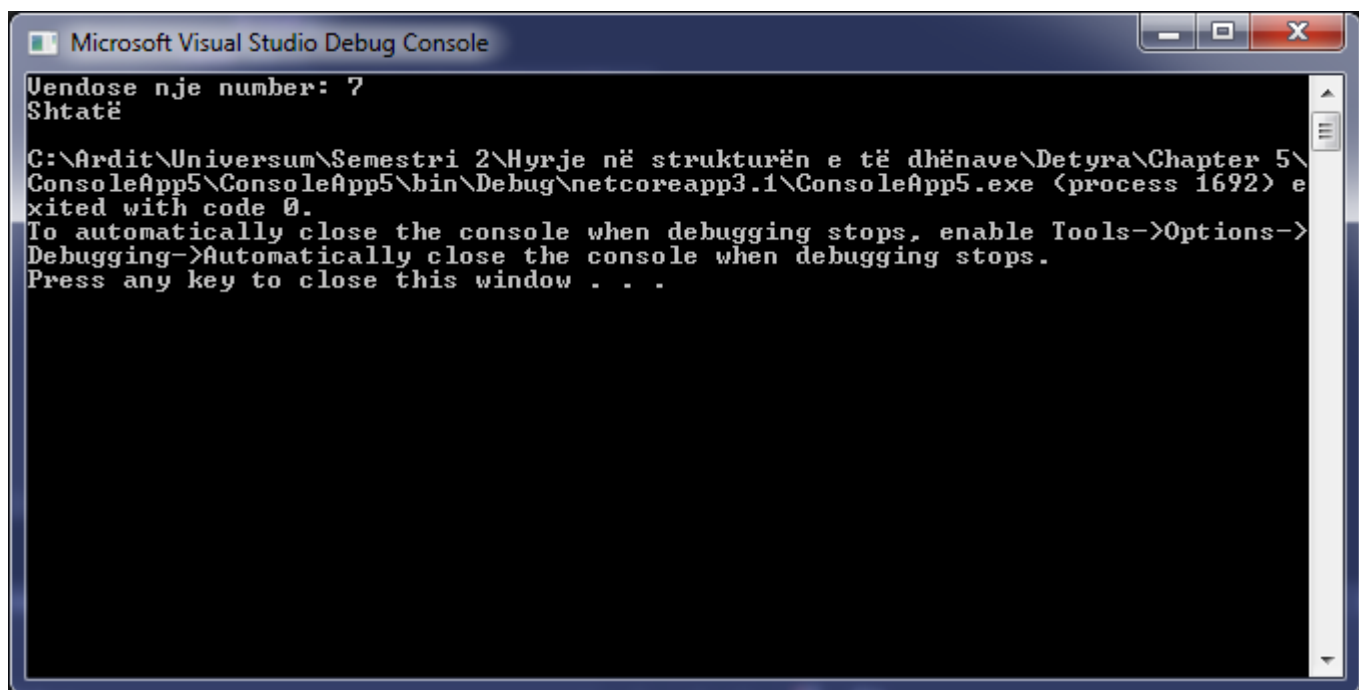 Microsoft Visual Studio Debug Console
Vendose nje number: 7
Shtatë
C:\Ardit\Universum\Semestri 2\Hyrje në strukturën e të dhënave\Detyra\Chapter 5\
ConsoleApp5\ConsoleApp5\bin\Debug\netcoreapp3.1\ConsoleApp5.exe (process 1692) e
xited with code 0.
To automatically close the console when debugging stops, enable Tools->Options->
Debugging->Automatically close the console when debugging stops.
Press any key to close this window . . .